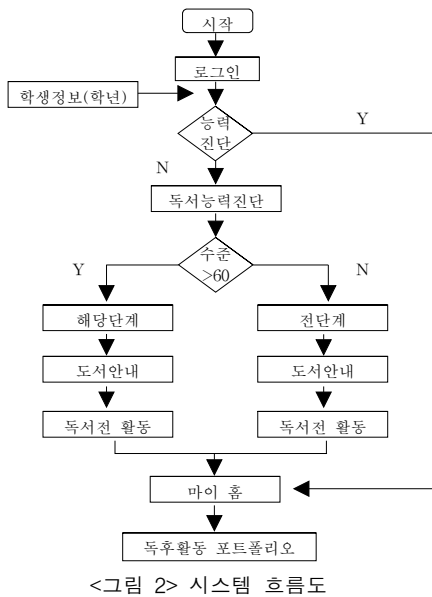 시작
로그인
학생정보(학년)
능력
진단
Y
N
독서능력진단
수준
>60
Y
N
해당단계
전단계
도서안내
도서안내
독서전 활동
독서전 활동
마이 홈
독후활동 포트폴리오
<그림 2> 시스템 흐름도